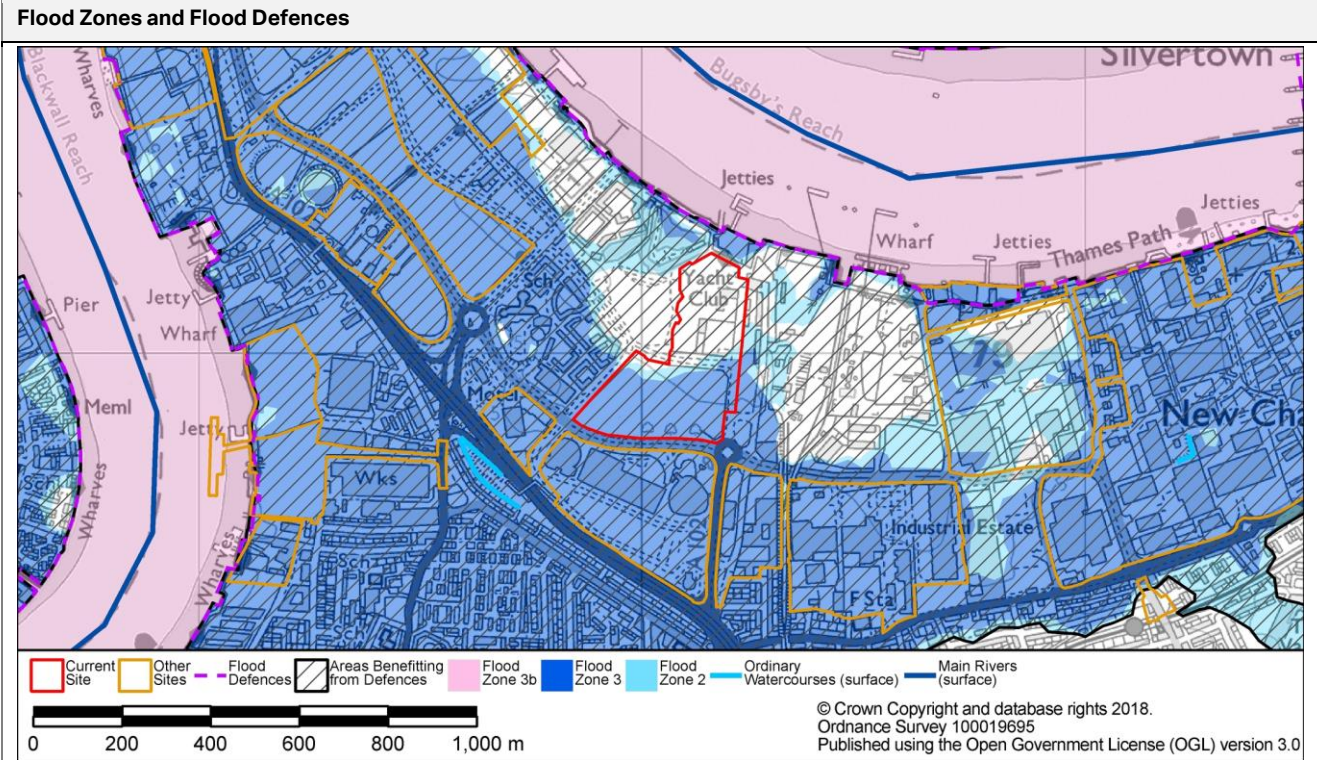 Flood Zones and Flood Defences
Silvertown
Blackwall Reach
Wharves
Bugsby's Reach
Jetties
Jetties
Wharf
Jetties
Thames Path
Yacht
Club
Sch
Pier
Jetty
Wharf
Meml
Jetty
Wharves
Sch
Motel
Wks
New Cha
Industrial Estate
A102
Wharves
Sch
Sch
F Sta
Current
Site
Other
Sites
Flood
Defences
Areas Benefitting
from Defences
Flood
Zone 3b
Flood
Zone 3
Flood
Zone 2
Ordinary
Watercourses (surface)
Main Rivers
(surface)
0 200 400 600 800 1,000 m
© Crown Copyright and database rights 2018.
Ordnance Survey 100019695
Published using the Open Government License (OGL) version 3.0